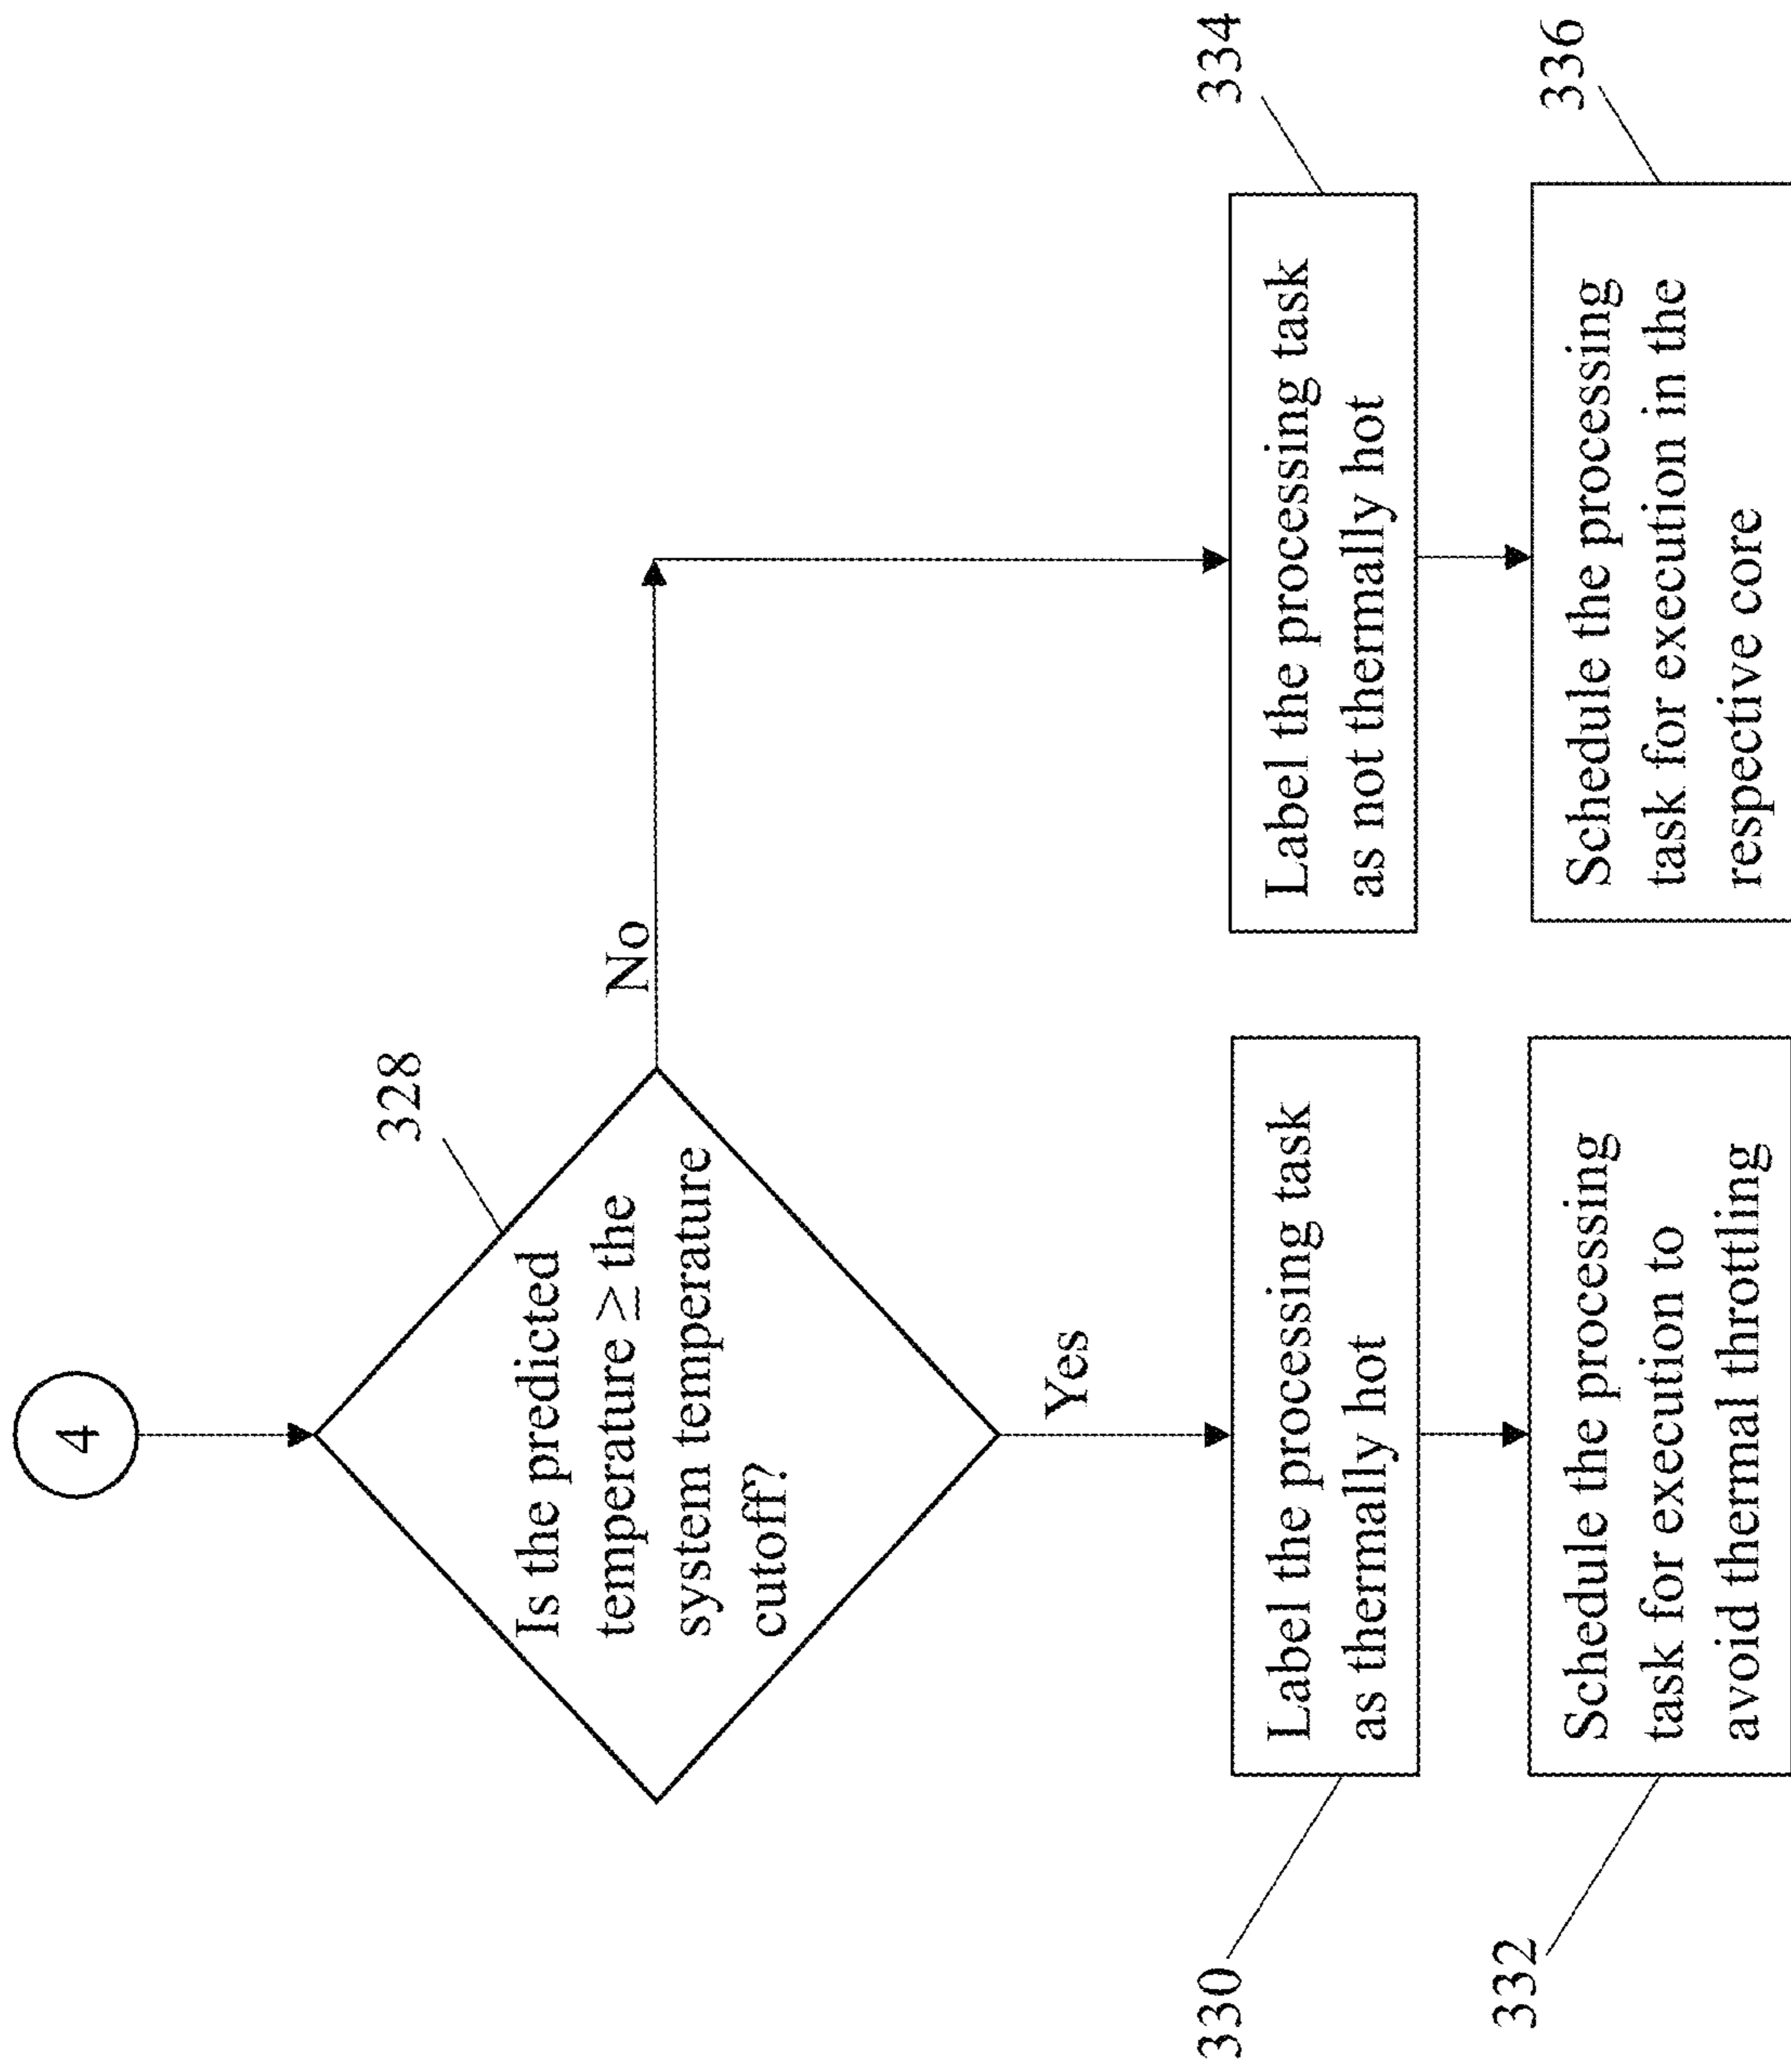 4
328
Is the predicted
temperature ≥ the
system temperature
cutoff?
No
Yes
330
Label the processing task
as thermally hot
334
Label the processing task
as not thermally hot
332
Schedule the processing
task for execution to
avoid thermal throttling
336
Schedule the processing
task for execution in the
respective core